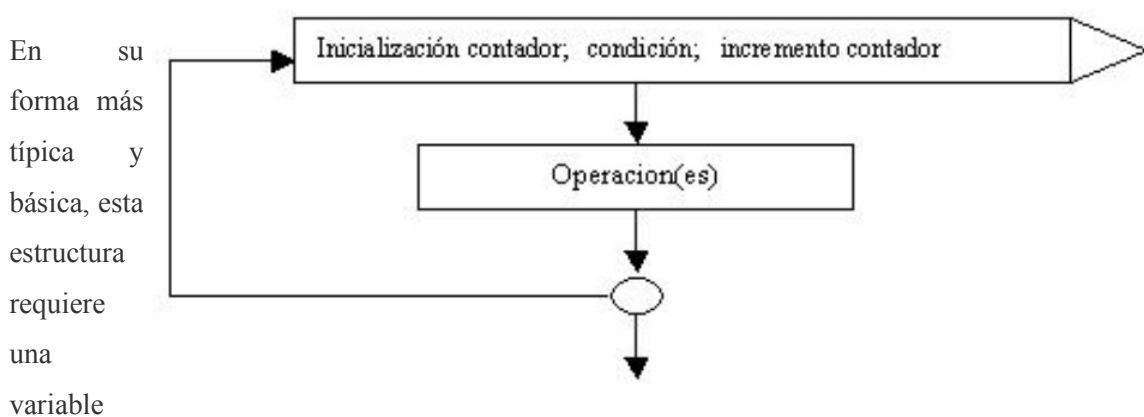 En su
forma más
típica y
básica, esta
estructura
requiere
una
variable
Inicialización contador; condición; incremento contador
Operacion(es)